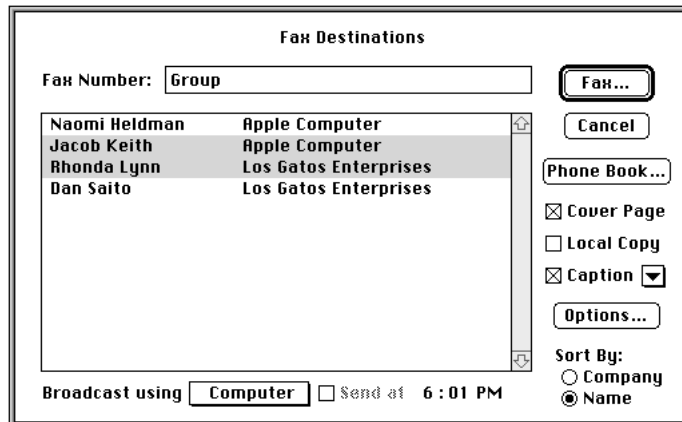 Fax Destinations
Fax Number: Group
Fax...
Naomi Heldman Apple Computer
Cancel
Jacob Keith Apple Computer
Rhonda Lynn Los Gatos Enterprises
Phone Book...
Dan Saito Los Gatos Enterprises
Cover Page
Local Copy
Caption
Options...
Sort By:
Company
Name
Broadcast using Computer Send at 6:01 PM